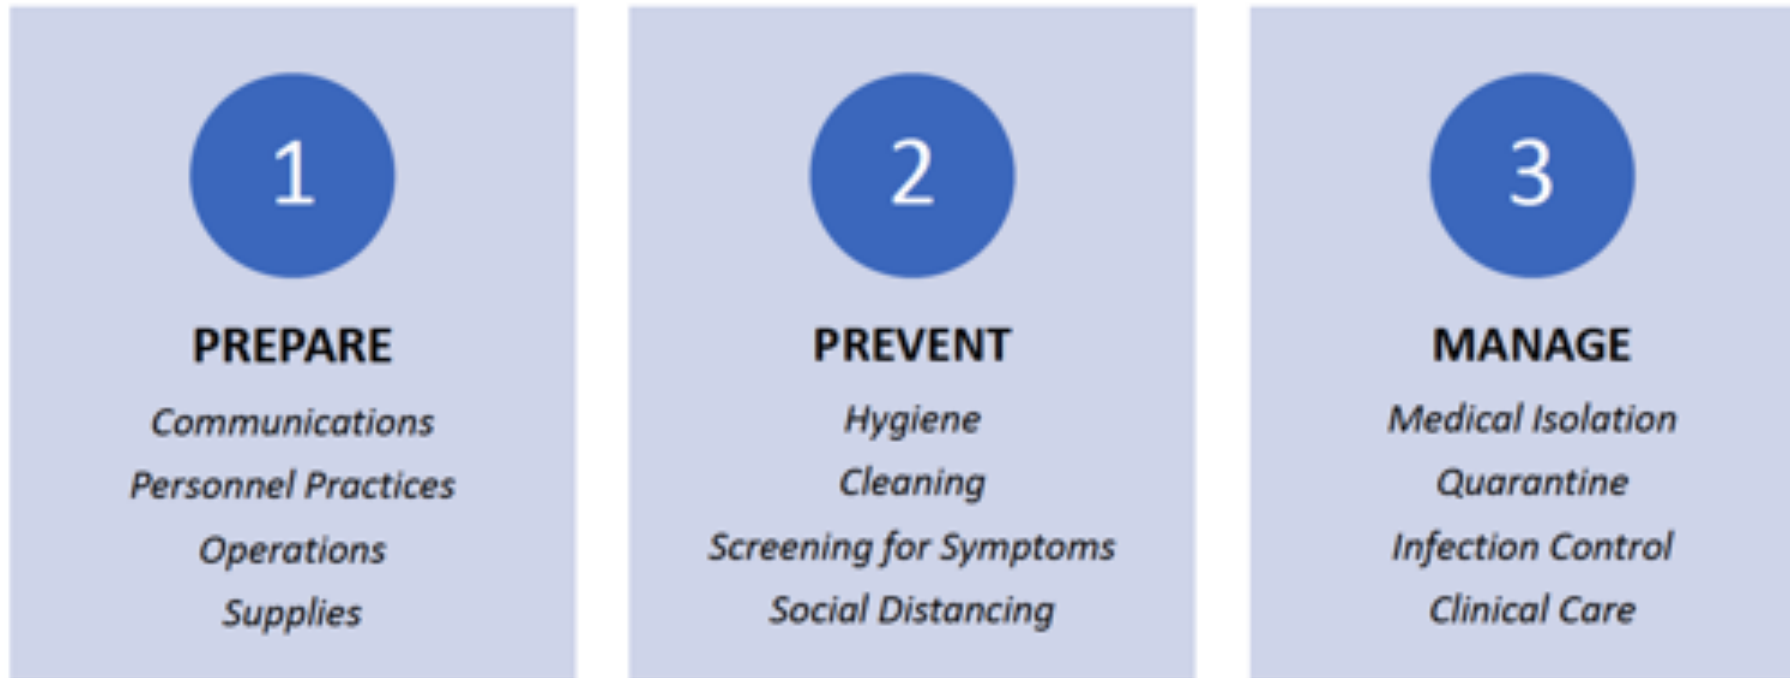 1
PREPARE
Communications
Personnel Practices
Operations
Supplies
2
PREVENT
Hygiene
Cleaning
Screening for Symptoms
Social Distancing
3
MANAGE
Medical Isolation
Quarantine
Infection Control
Clinical Care